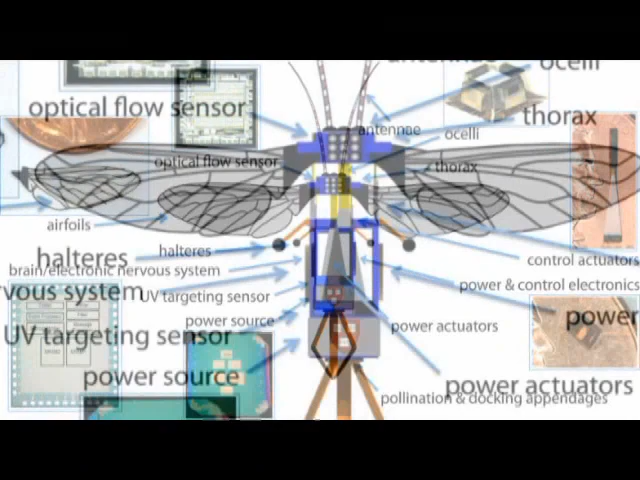 antennae
ocelli
optical flow sensor
thorax
antennae
ocelli
optical flow sensor
thorax
airfoils
halteres
halteres
control actuators
brain/electronic nervous system
power & control electronics
rvous system
UV targeting sensor
power source
power
power actuators
UV targeting sensor
power source
power actuators
pollination & docking appendages